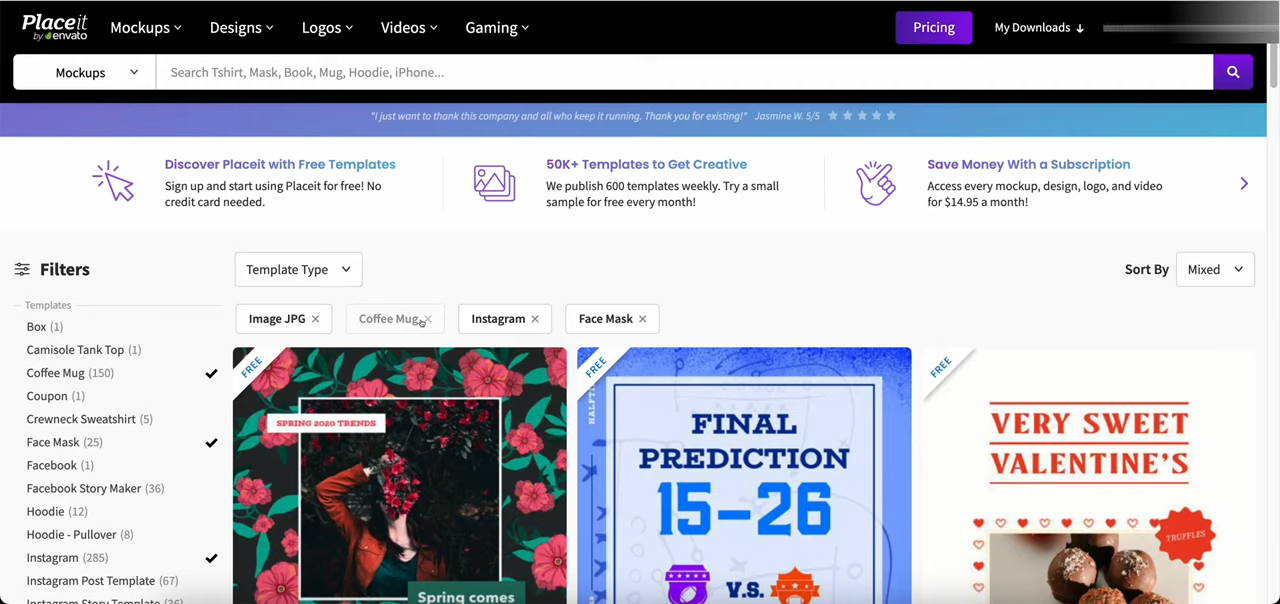 Placeit
by envato
Mockups Designs Logos Videos Gaming Pricing My Downloads
Mockups Search Tshirt, Mask, Book, Mug, Hoodie, iPhone...
"I just want to thank this company and all who keep it running. Thank you for existing!" Jasmine W. 5/5
Discover Placeit with Free Templates
Sign up and start using Placeit for free! No
credit card needed.
50K+ Templates to Get Creative
We publish 600 templates weekly. Try a small
sample for free every month!
Save Money With a Subscription
Access every mockup, design, logo, and video
for $14.95 a month!
Filters
Template Type
Sort By Mixed
Image JPG × Coffee Mug × Instagram × Face Mask ×
Templates
Box (1)
Camisole Tank Top (1)
Coffee Mug (150)
Coupon (1)
Crewneck Sweatshirt (5)
Face Mask (25)
Facebook (1)
Facebook Story Maker (36)
Hoodie (12)
Hoodie - Pullover (8)
Instagram (285)
Instagram Post Template (67)
Instagram Story Template (36)
FREE
SPRING 2020 TRENDS
Spring comes
FREE
FINAL
PREDICTION
15-26
V.S.
FREE
VERY SWEET
VALENTINE'S
TRUFFLES